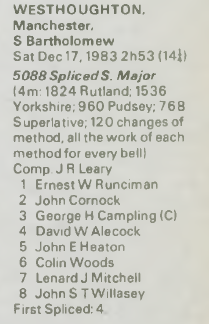 WESTHOUGHTON,
Manchester,
S Bartholomew
Sat Dec 17, 1983 2h53 (14¼)
5088 Spliced S. Major
(4m: 1824 Rutland; 1536
Yorkshire; 960 Pudsey; 768
Superlative; 120 changes of
method, all the work of each
method for every bell)
Comp. J R Leary
1 Ernest W Runciman
2 John Cornock
3 George H Campling (C)
4 David W Alecock
5 John E Heaton
6 Colin Woods
7 Lenard J Mitchell
8 John S T Willasey
First Spliced: 4.